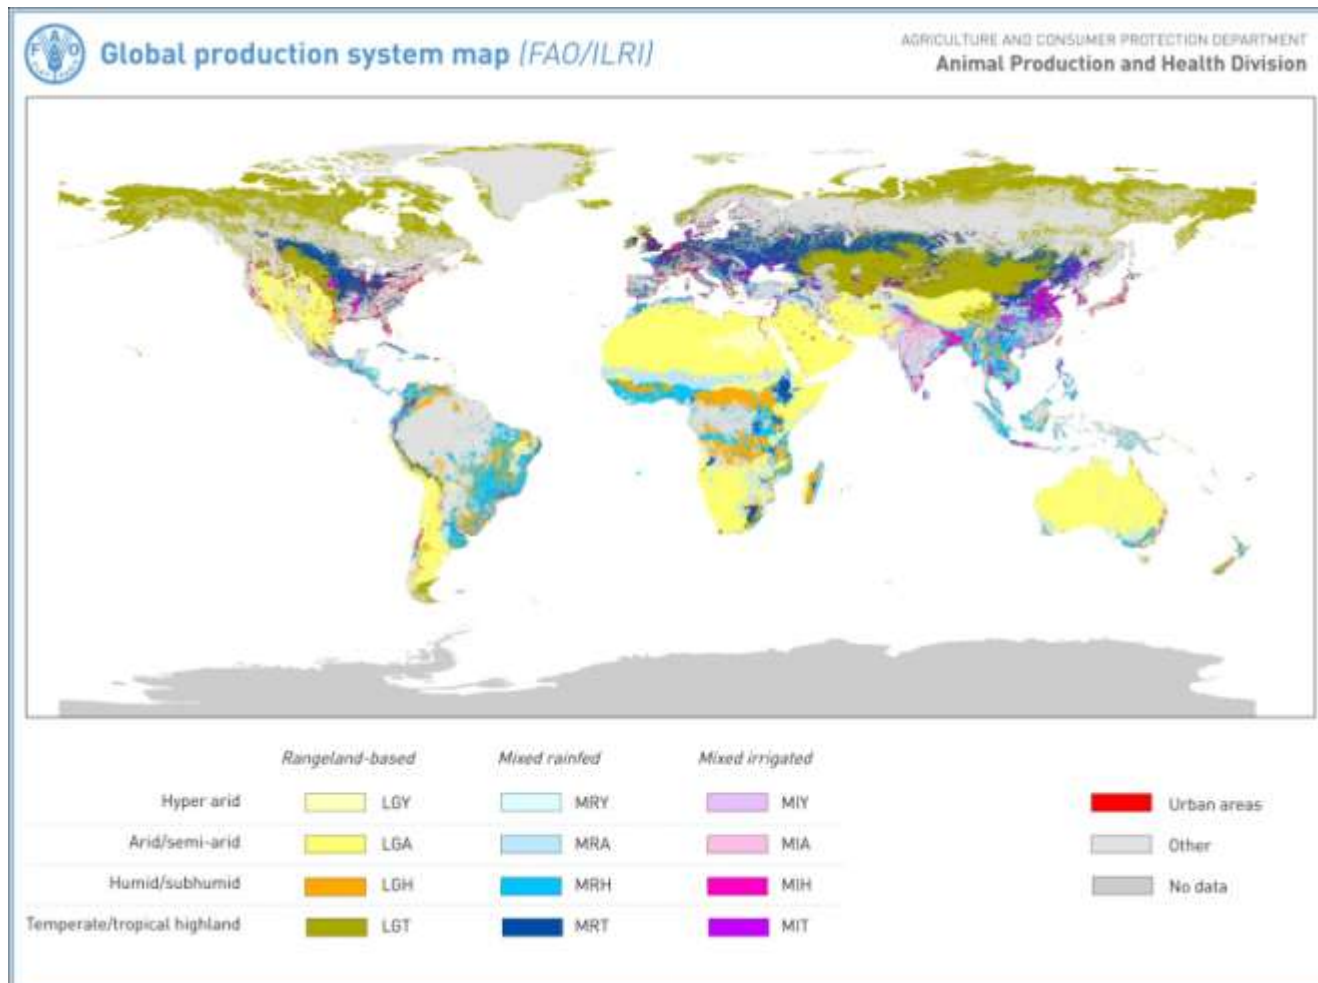 FAO
Global production system map (FAO/ILRI)
AGRICULTURE AND CONSUMER PROTECTION DEPARTMENT
Animal Production and Health Division
Rangeland-based Mixed rainfed Mixed irrigated
Hyper arid LGY MRY MIY Urban areas
Arid/semi-arid LGA MRA MIA Other
Humid/subhumid LGH MRH MIH No data
Temperate/tropical highland LGT MRT MIT